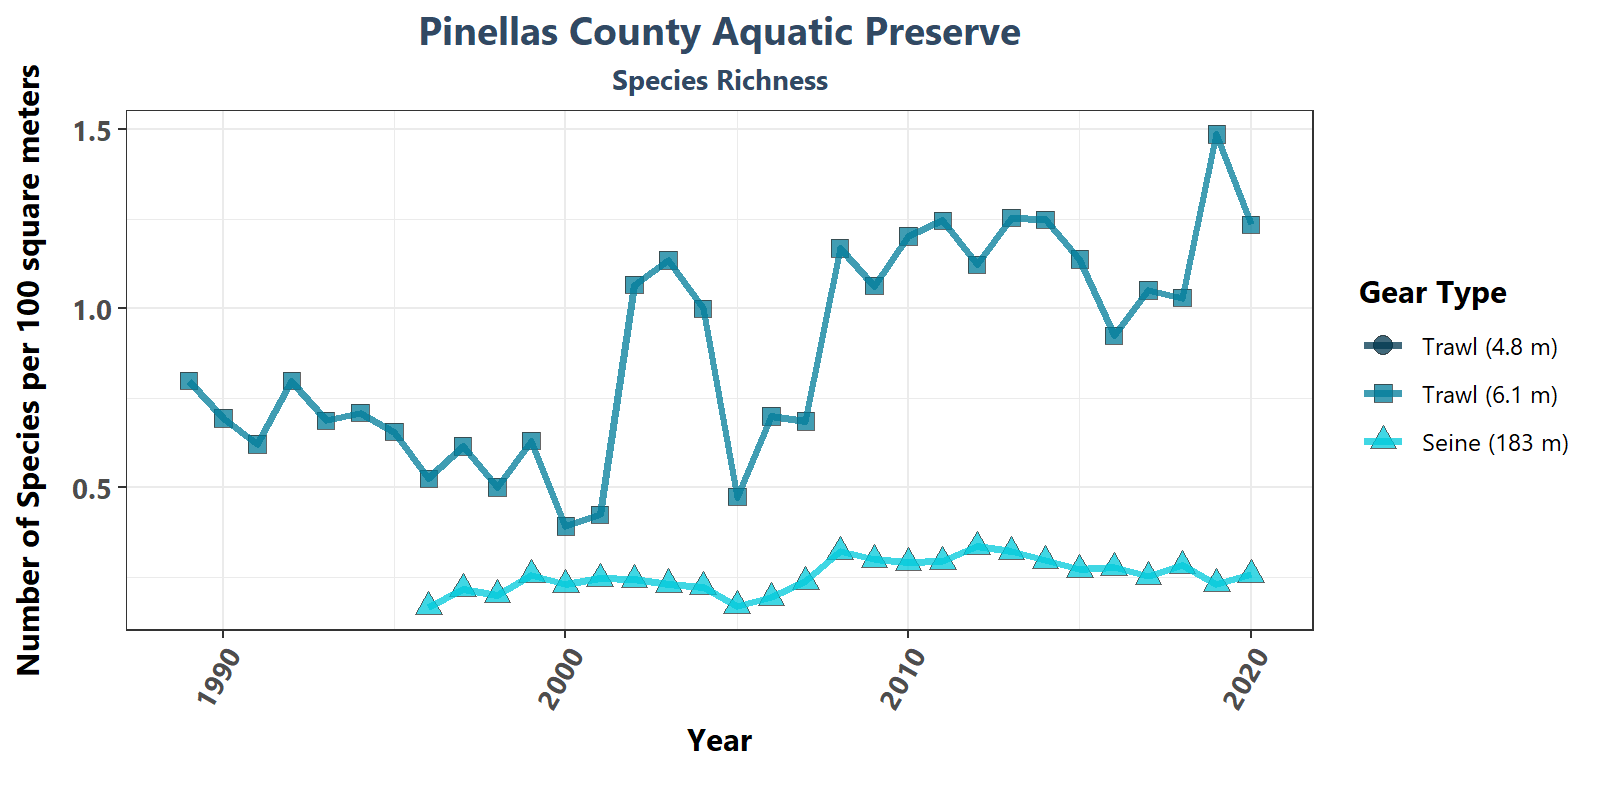 Pinellas County Aquatic Preserve
Species Richness
Number of Species per 100 square meters
1.5
1.0
0.5
1990
2000
2010
2020
Year
Gear Type
Trawl (4.8 m)
Trawl (6.1 m)
Seine (183 m)